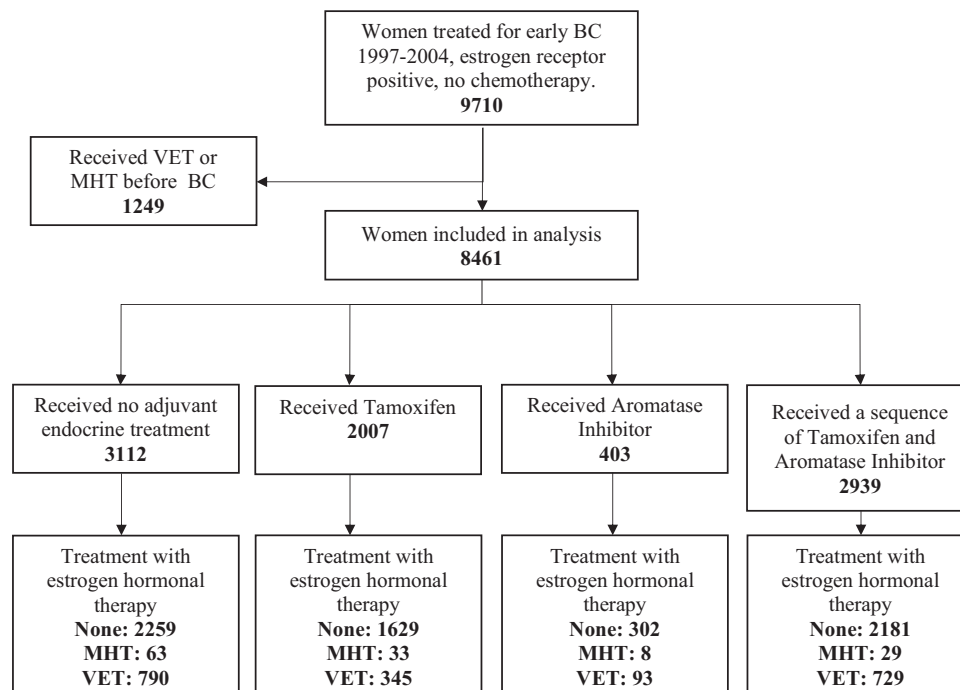 Women treated for early BC
1997-2004, estrogen receptor
positive, no chemotherapy.
9710
Received VET or
MHT before BC
1249
Women included in analysis
8461
Received no adjuvant
endocrine treatment
3112
Received Tamoxifen
2007
Received Aromatase
Inhibitor
403
Received a sequence
of Tamoxifen and
Aromatase Inhibitor
2939
Treatment with
estrogen hormonal
therapy
None: 2259
MHT: 63
VET: 790
Treatment with
estrogen hormonal
therapy
None: 1629
MHT: 33
VET: 345
Treatment with
estrogen hormonal
therapy
None: 302
MHT: 8
VET: 93
Treatment with
estrogen hormonal
therapy
None: 2181
MHT: 29
VET: 729